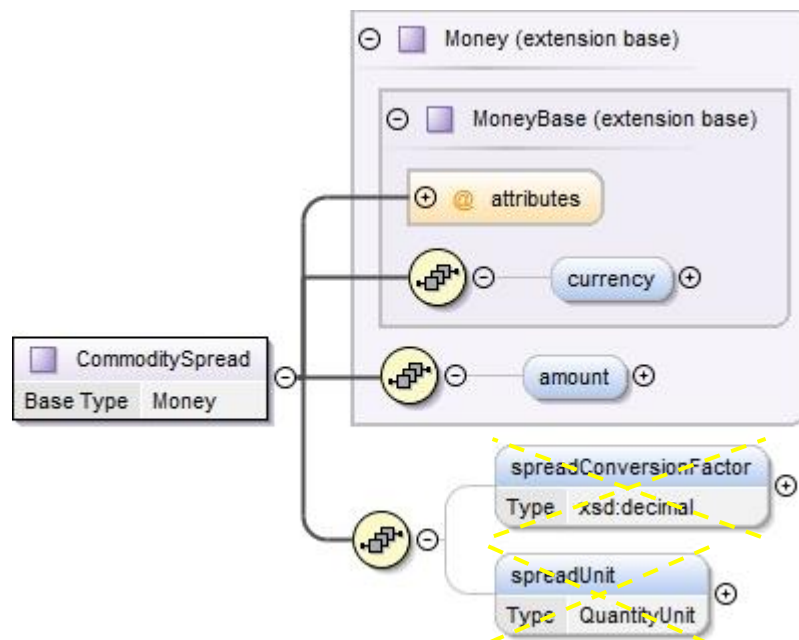 Money (extension base)
MoneyBase (extension base)
@ attributes
currency
CommoditySpread
Base Type Money
amount
spreadConversionFactor
Type xsd:decimal
spreadUnit
Type QuantityUnit